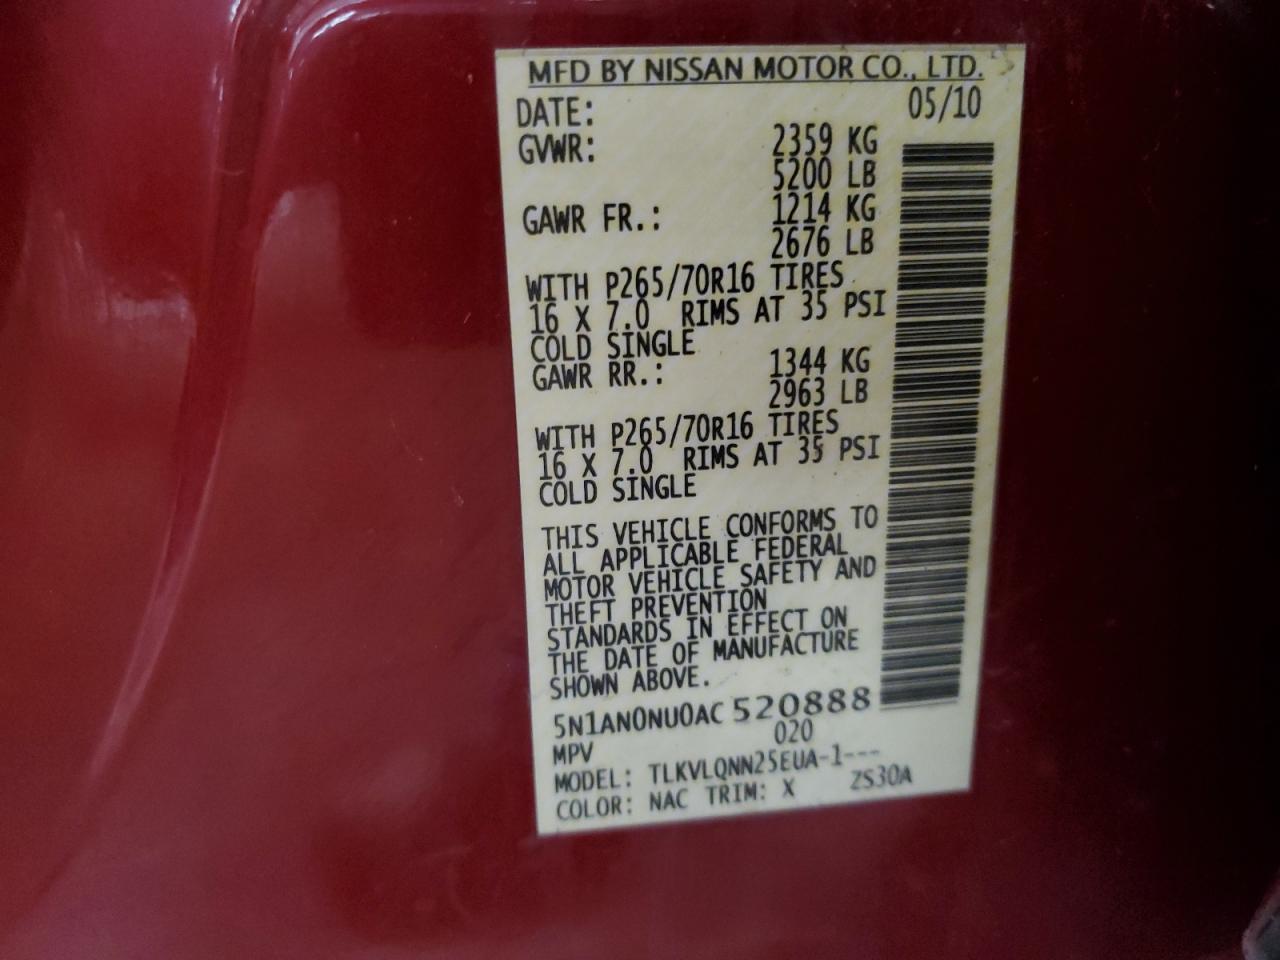 MFD BY NISSAN MOTOR CO., LTD.
DATE: 05/10
GVWR: 2359 KG
5200 LB
GAWR FR.: 1214 KG
2676 LB
WITH P265/70R16 TIRES
16 X 7.0 RIMS AT 35 PSI
COLD SINGLE
GAWR RR.: 1344 KG
2963 LB
WITH P265/70R16 TIRES
16 X 7.0 RIMS AT 35 PSI
COLD SINGLE
THIS VEHICLE CONFORMS TO
ALL APPLICABLE FEDERAL
MOTOR VEHICLE SAFETY AND
THEFT PREVENTION
STANDARDS IN EFFECT ON
THE DATE OF MANUFACTURE
SHOWN ABOVE.
5N1AN0NU0AC 520888
MPV 020
MODEL: TLKVLQNN25EUA-1---
COLOR: NAC TRIM: X ZS30A